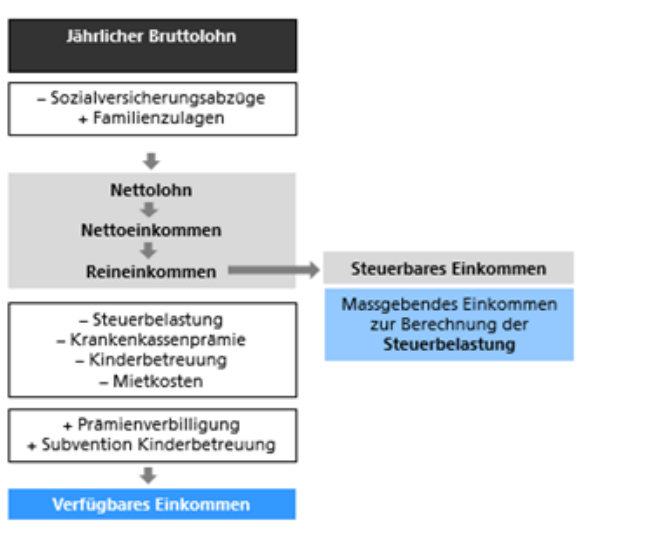 Jährlicher Bruttolohn
– Sozialversicherungsabzüge
+ Familienzulagen
Nettolohn
Nettoeinkommen
Reineinkommen
Steuerbares Einkommen
Massgebendes Einkommen
zur Berechnung der
Steuerbelastung
– Steuerbelastung
– Krankenkassenprämie
– Kinderbetreuung
– Mietkosten
+ Prämienverbilligung
+ Subvention Kinderbetreuung
Verfügbares Einkommen